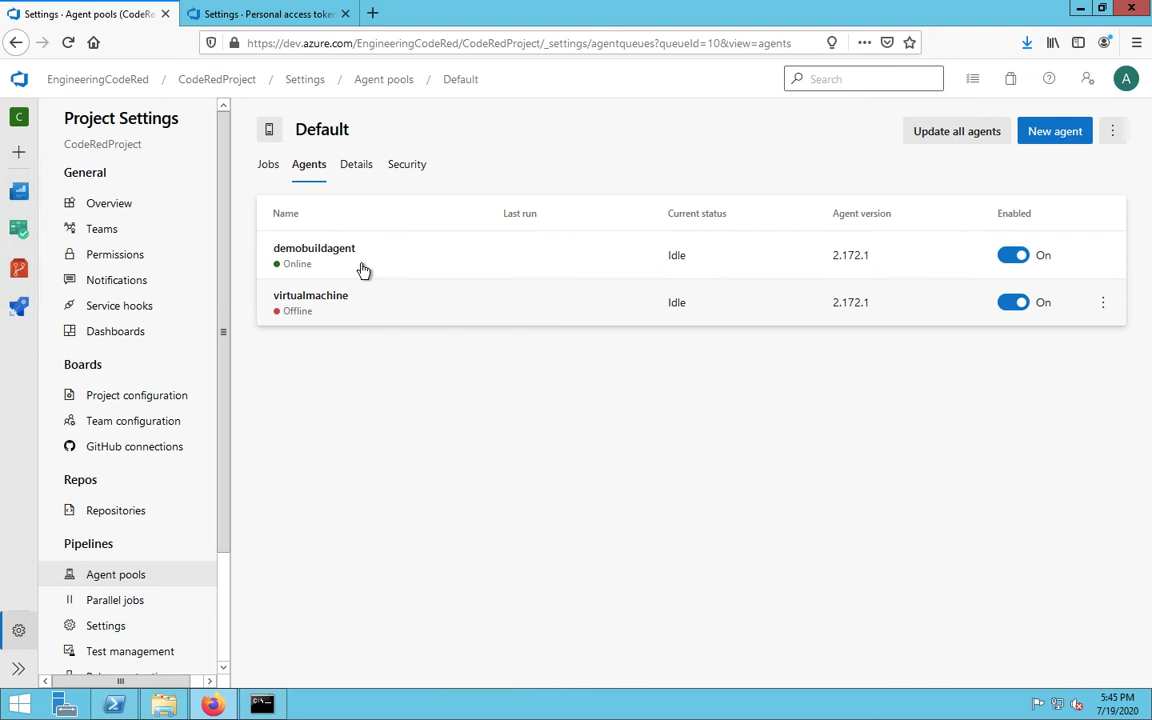 Settings - Agent pools (CodeRe
Settings - Personal access toke
https://dev.azure.com/EngineeringCodeRed/CodeRedProject/_settings/agentqueues?queueId=10&view=agents
EngineeringCodeRed / CodeRedProject / Settings / Agent pools / Default
Search
A
C
Project Settings
CodeRedProject
General
Overview
Teams
Permissions
Notifications
Service hooks
Dashboards
Boards
Project configuration
Team configuration
GitHub connections
Repos
Repositories
Pipelines
Agent pools
Parallel jobs
Settings
Test management
Default
Update all agents
New agent
Jobs
Agents
Details
Security
Name
Last run
Current status
Agent version
Enabled
demobuildagent
Online
Idle
2.172.1
On
virtualmachine
Offline
Idle
2.172.1
On
5:45 PM
7/19/2020